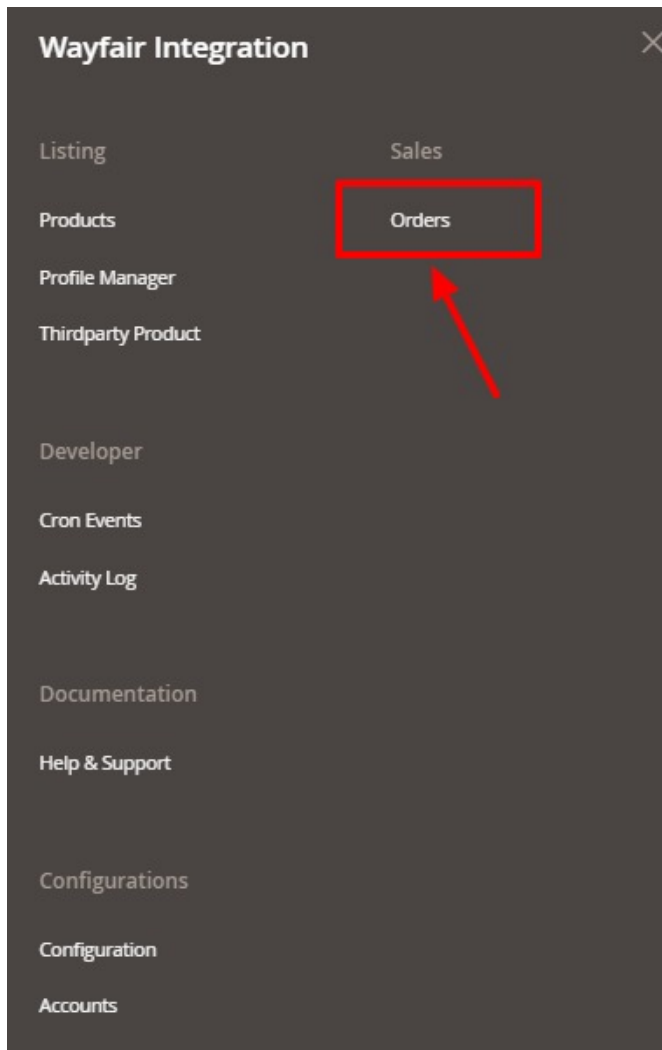 Wayfair Integration
Listing
Products
Profile Manager
Thirdparty Product
Sales
Orders
Developer
Cron Events
Activity Log
Documentation
Help & Support
Configurations
Configuration
Accounts